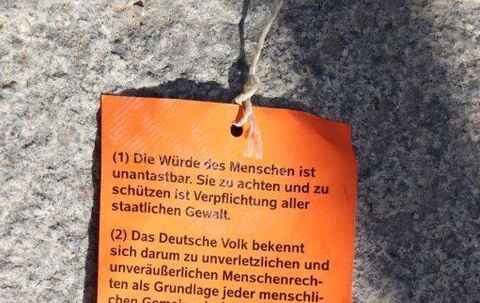 (1) Die Würde des Menschen ist
unantastbar. Sie zu achten und zu
schützen ist Verpflichtung aller
staatlichen Gewalt.
(2) Das Deutsche Volk bekennt
sich darum zu unverletzlichen und
unveräußerlichen Menschenrech-
ten als Grundlage jeder menschli-
chen